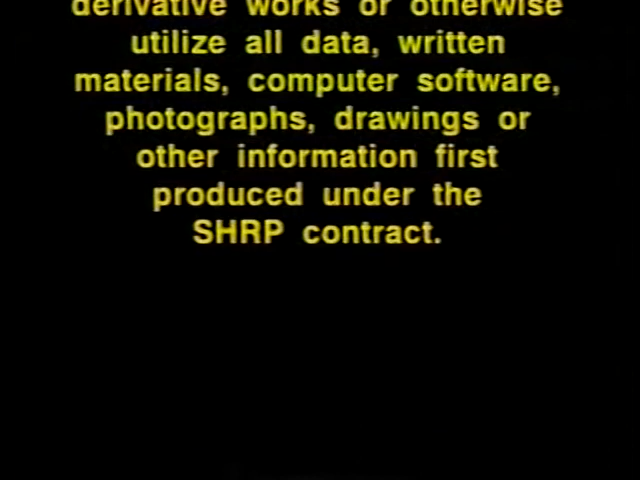 derivative works or otherwise
utilize all data, written
materials, computer software,
photographs, drawings or
other information first
produced under the
SHRP contract.